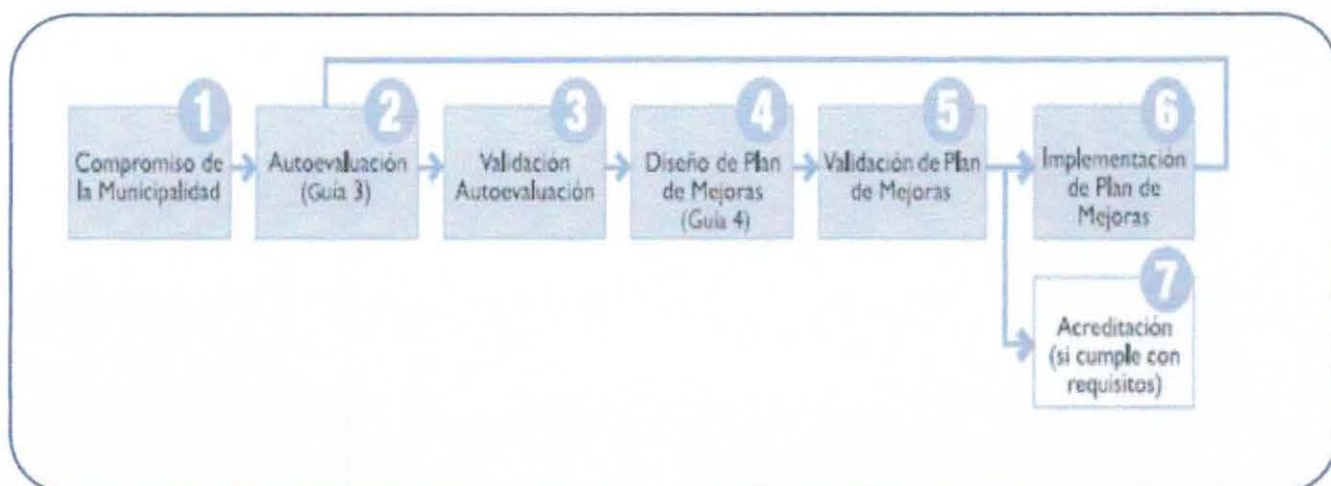 1
Compromiso de
la Municipalidad
2
Autoevaluación
(Guía 3)
3
Validación
Autoevaluación
4
Diseño de Plan
de Mejoras
(Guía 4)
5
Validación de Plan
de Mejoras
6
Implementación
de Plan de
Mejoras
7
Acreditación
(si cumple con
requisitos)